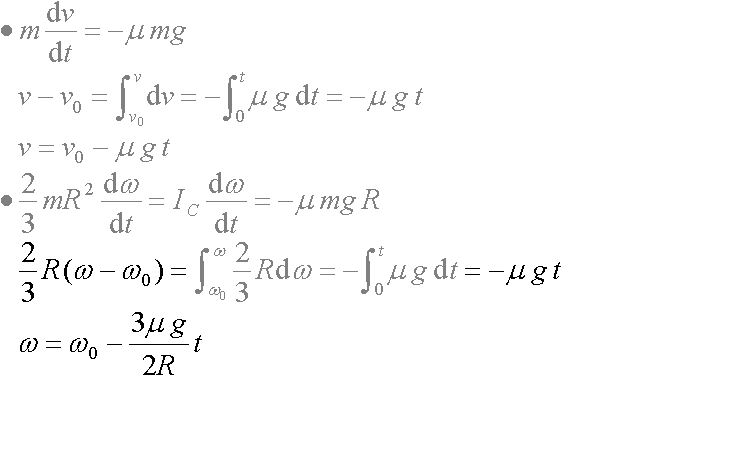 • m dv/dt = −μ mg
v − v₀ = ∫_{v₀}^{v} dv = −∫_{0}^{t} μ g dt = −μ g t
v = v₀ − μ g t
• 2/3 mR² dω/dt = I_C dω/dt = −μ mg R
2/3 R(ω − ω₀) = ∫_{ω₀}^{ω} 2/3 Rdω = −∫_{0}^{t} μ g dt = −μ g t
ω = ω₀ − 3μ g/2R t